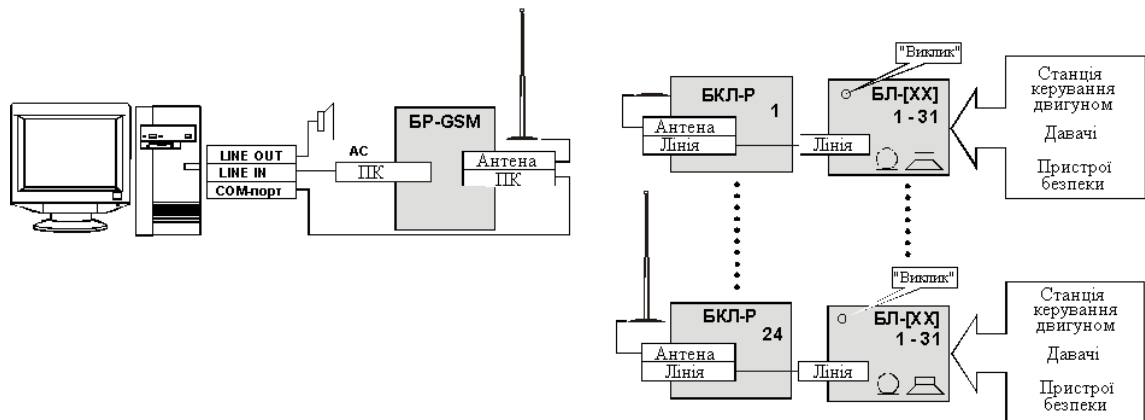 LINE OUT
LINE IN
COM-порт
АС
ПК
БР-GSM
Антена
ПК
БКЛ-Р
1
Антена
Лінія
"Виклик"
БЛ-[XX]
1 - 31
Лінія
Станція
керування
двигуном
Давачі
Пристрої
безпеки
БКЛ-Р
24
Антена
Лінія
"Виклик"
БЛ-[XX]
1 - 31
Лінія
Станція
керування
двигуном
Давачі
Пристрої
безпеки